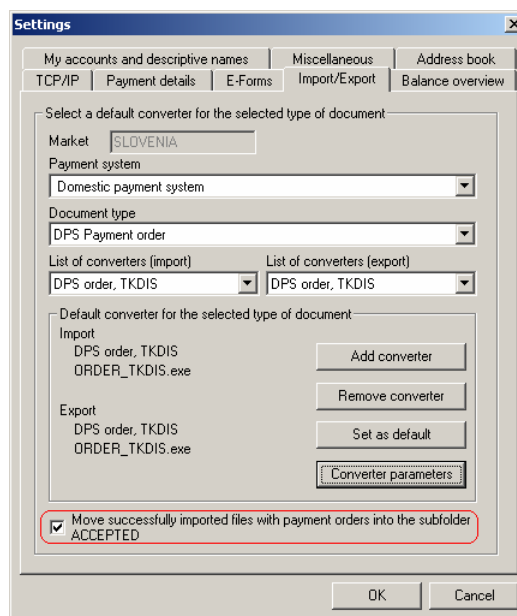 Settings
My accounts and descriptive names
Miscellaneous
Address book
TCP/IP
Payment details
E-Forms
Import/Export
Balance overview
Select a default converter for the selected type of document
Market
SLOVENIA
Payment system
Domestic payment system
Document type
DPS Payment order
List of converters (import)
List of converters (export)
DPS order, TKDIS
DPS order, TKDIS
Default converter for the selected type of document
Import
DPS order, TKDIS
ORDER_TKDIS.exe
Export
DPS order, TKDIS
ORDER_TKDIS.exe
Add converter
Remove converter
Set as default
Converter parameters
Move successfully imported files with payment orders into the subfolder
ACCEPTED
OK
Cancel